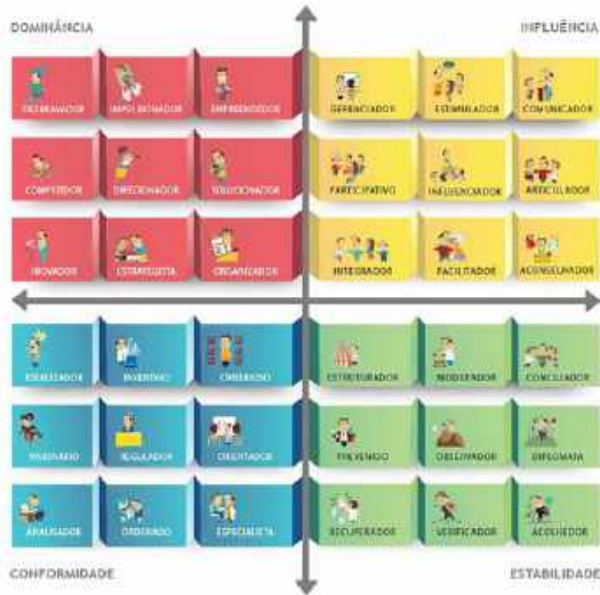 DOMINÂNCIA INFLUÊNCIA
DESBRAVADOR IMPULSIONADOR EMPREENDEDOR GERENCIADOR ESTIMULADOR COMUNICADOR
COMPETIDOR DIRECIONADOR SOLUCIONADOR PARTICIPATIVO INFLUENCIADOR ARTICULADOR
INOVADOR ESTRATEGISTA ORGANIZADOR INTEGRADOR FACILITADOR ACONSELHADOR
IDEALIZADOR INVENTIVO CRITERIOSO ESTRUTURADOR MODERADOR CONCILIADOR
VISIONÁRIO REGULADOR ORIENTADOR PREVENIDO OBSERVADOR DIPLOMATA
ANALISADOR ORDEIRO ESPECIALISTA RECUPERADOR VERIFICADOR ACOLHEDOR
CONFORMIDADE ESTABILIDADE